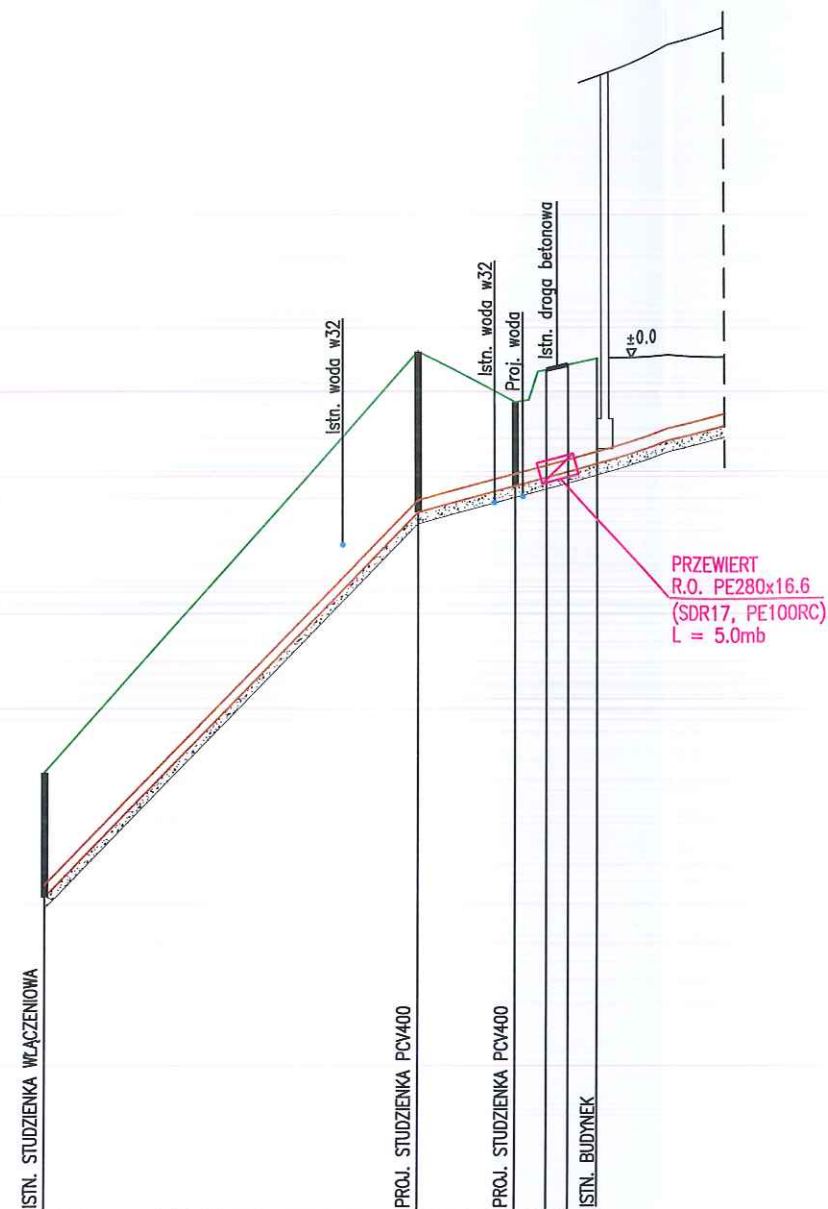 Istn. woda w32
Istn. woda w32
Proj. woda
Istn. droga betonowa
±0.0
PRZEWIERT
R.O. PE280x16.6
(SDR17, PE100RC)
L = 5.0mb
ISTN. STUDZIENKA WŁĄCZENIOWA
PROJ. STUDZIENKA PCV400
PROJ. STUDZIENKA PCV400
ISTN. BUDYNEK